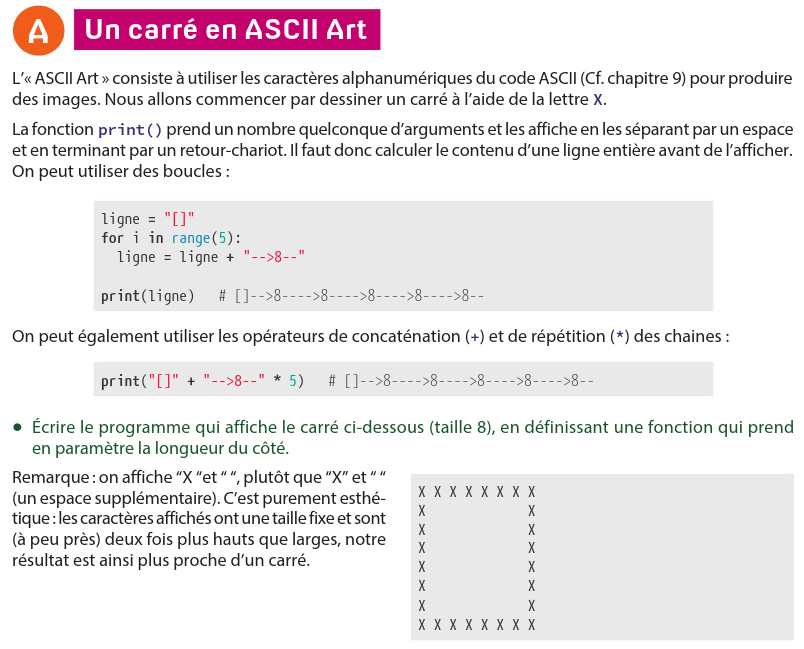 A Un carré en ASCII Art
L'« ASCII Art » consiste à utiliser les caractères alphanumériques du code ASCII (Cf. chapitre 9) pour produire
des images. Nous allons commencer par dessiner un carré à l'aide de la lettre X.
La fonction print() prend un nombre quelconque d'arguments et les affiche en les séparant par un espace
et en terminant par un retour-chariot. Il faut donc calculer le contenu d'une ligne entière avant de l'afficher.
On peut utiliser des boucles :
ligne = "[]"
for i in range(5):
  ligne = ligne + "-->8--"
print(ligne)   # []-->8---->8---->8---->8---->8--
On peut également utiliser les opérateurs de concaténation (+) et de répétition (*) des chaines :
print("[]" + "-->8--" * 5)   # []-->8---->8---->8---->8---->8--
● Écrire le programme qui affiche le carré ci-dessous (taille 8), en définissant une fonction qui prend
en paramètre la longueur du côté.
Remarque : on affiche “X “et “ “, plutôt que “X” et “ “
(un espace supplémentaire). C'est purement esthé-
tique : les caractères affichés ont une taille fixe et sont
(à peu près) deux fois plus hauts que larges, notre
résultat est ainsi plus proche d'un carré.
X X X X X X X X
X             X
X             X
X             X
X             X
X             X
X             X
X X X X X X X X